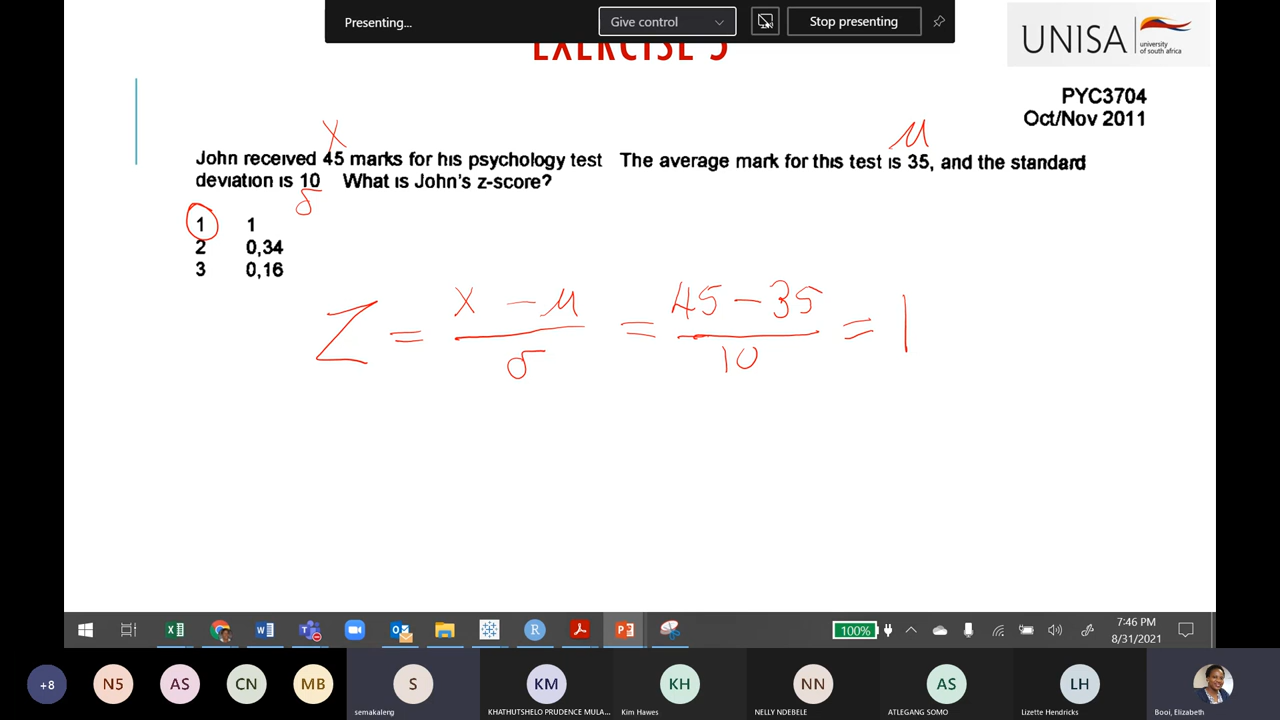 Presenting...
Give control
Stop presenting
EXERCISE 5
UNISA university of south africa
PYC3704
Oct/Nov 2011
x
μ
John received 45 marks for his psychology test The average mark for this test is 35, and the standard
deviation is 10 What is John's z-score?
σ
1 1
2 0,34
3 0,16
Z = x - μ / σ = 45 - 35 / 10 = 1
100%
7:46 PM
8/31/2021
+8
N5
AS
CN
MB
S
semakaleng
KM
KHATHUTSHELO PRUDENCE MULA...
KH
Kim Hawes
NN
NELLY NDEBELE
AS
ATLEGANG SOMO
LH
Lizette Hendricks
Booi, Elizabeth